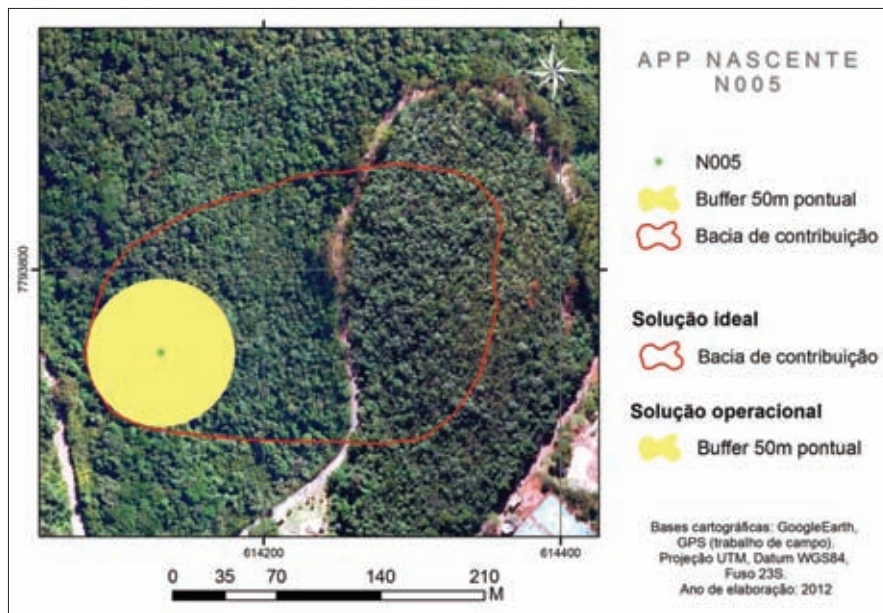 APP NASCENTE
N005
N005
Buffer 50m pontual
Bacia de contribuição
Solução ideal
Bacia de contribuição
Solução operacional
Buffer 50m pontual
Bases cartográficas: GoogleEarth,
GPS (trabalho de campo).
Projeção UTM, Datum WGS84,
Fuso 23S.
Ano de elaboração: 2012
7793800
614200
614400
0 35 70 140 210
M